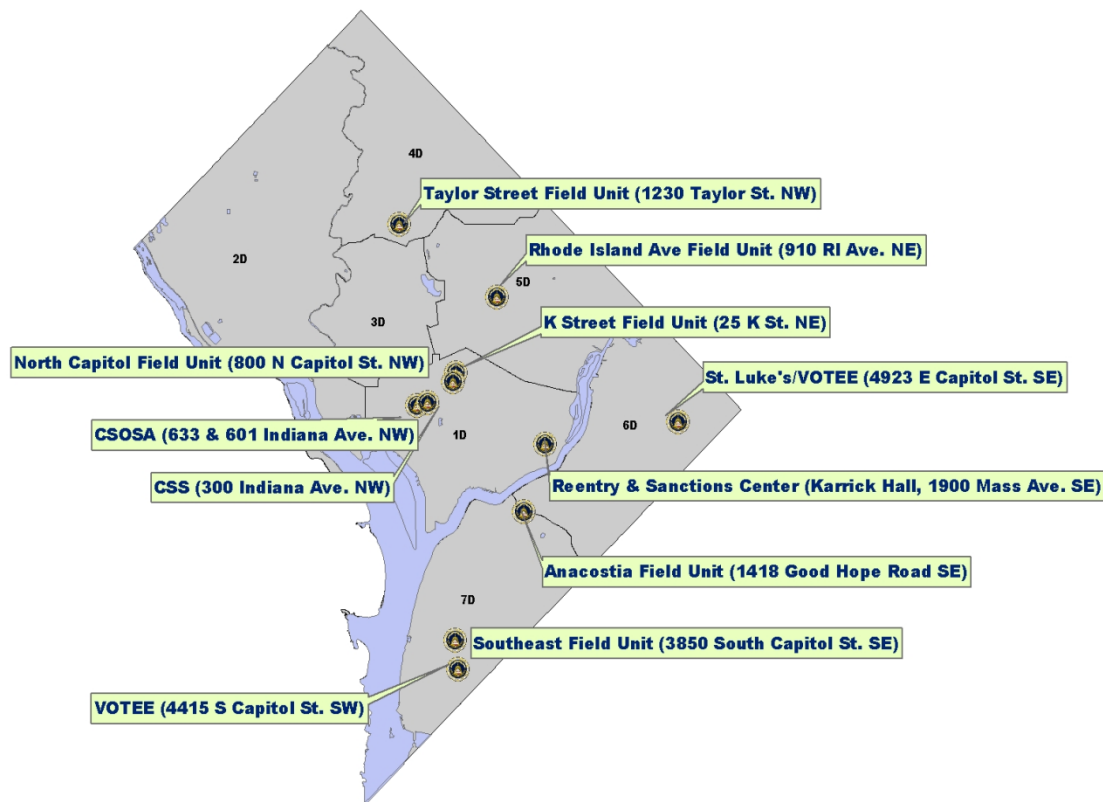 4D
Taylor Street Field Unit (1230 Taylor St. NW)
2D
Rhode Island Ave Field Unit (910 RI Ave. NE)
5D
3D
K Street Field Unit (25 K St. NE)
North Capitol Field Unit (800 N Capitol St. NW)
St. Luke's/VOTEE (4923 E Capitol St. SE)
CSOSA (633 & 601 Indiana Ave. NW)
1D
6D
CSS (300 Indiana Ave. NW)
Reentry & Sanctions Center (Karrick Hall, 1900 Mass Ave. SE)
Anacostia Field Unit (1418 Good Hope Road SE)
7D
Southeast Field Unit (3850 South Capitol St. SE)
VOTEE (4415 S Capitol St. SW)